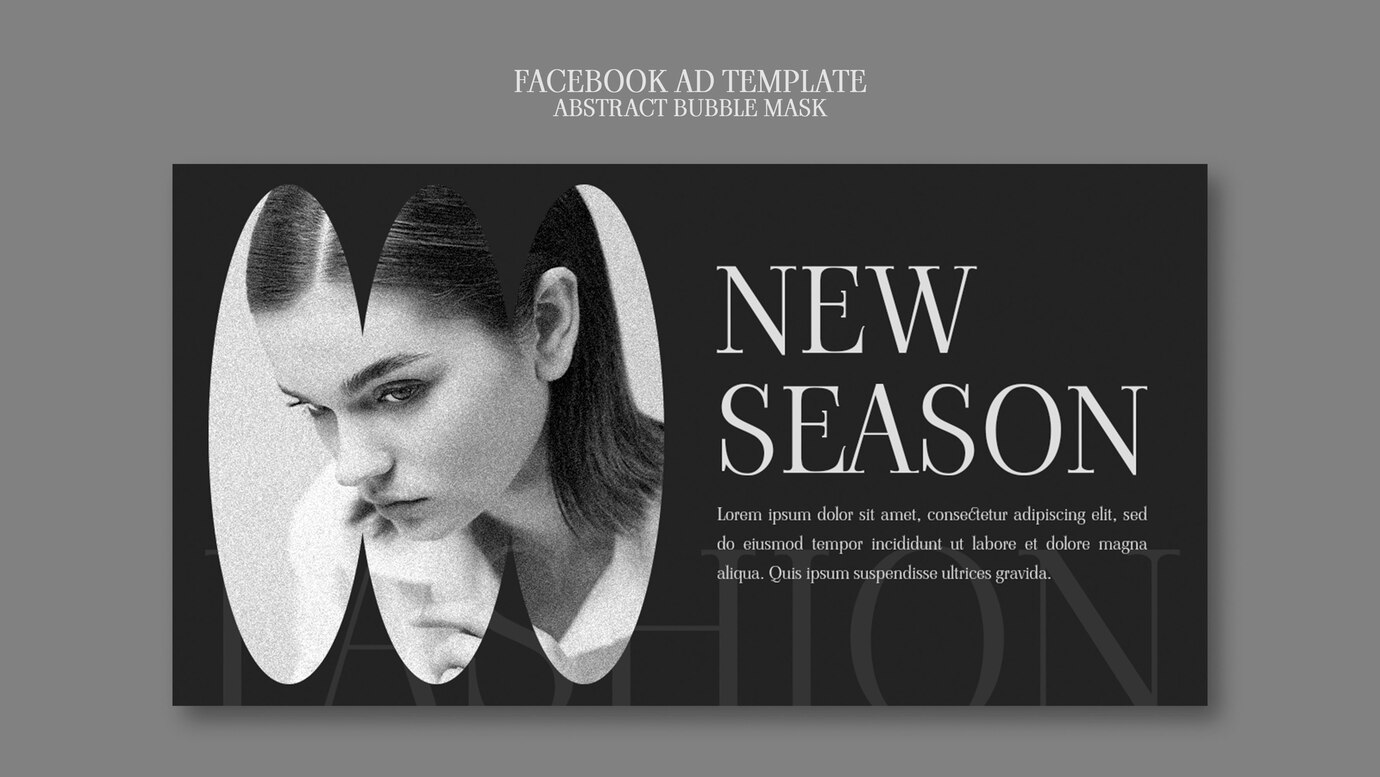 FACEBOOK AD TEMPLATE
ABSTRACT BUBBLE MASK
NEW
SEASON
Lorem ipsum dolor sit amet, consectetur adipiscing elit, sed
do eiusmod tempor incididunt ut labore et dolore magna
aliqua. Quis ipsum suspendisse ultrices gravida.
FASHION